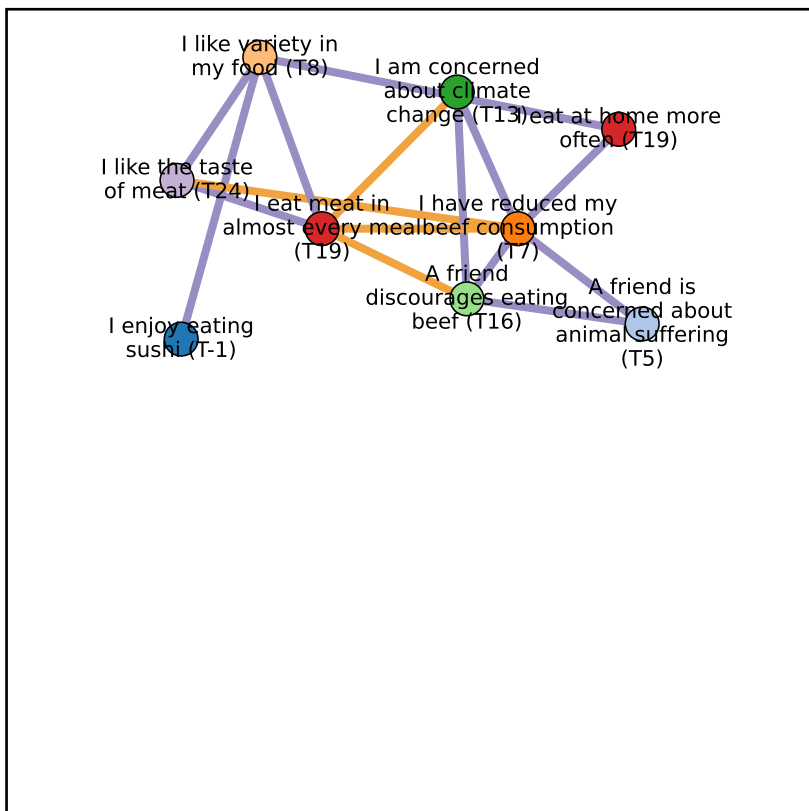 I like variety in
my food (T8)
I am concerned
about climate
change (T13)
I eat at home more
often (T19)
I like the taste
of meat (T24)
I eat meat in
almost every meal
(T19)
I have reduced my
beef consumption
(T7)
A friend
discourages eating
beef (T16)
A friend is
concerned about
animal suffering
(T5)
I enjoy eating
sushi (T-1)